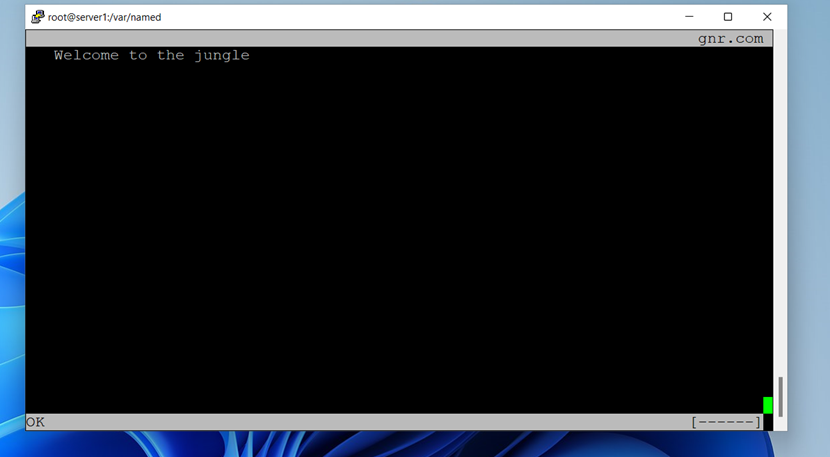 root@server1:/var/named
gnr.com
Welcome to the jungle
OK
[------]